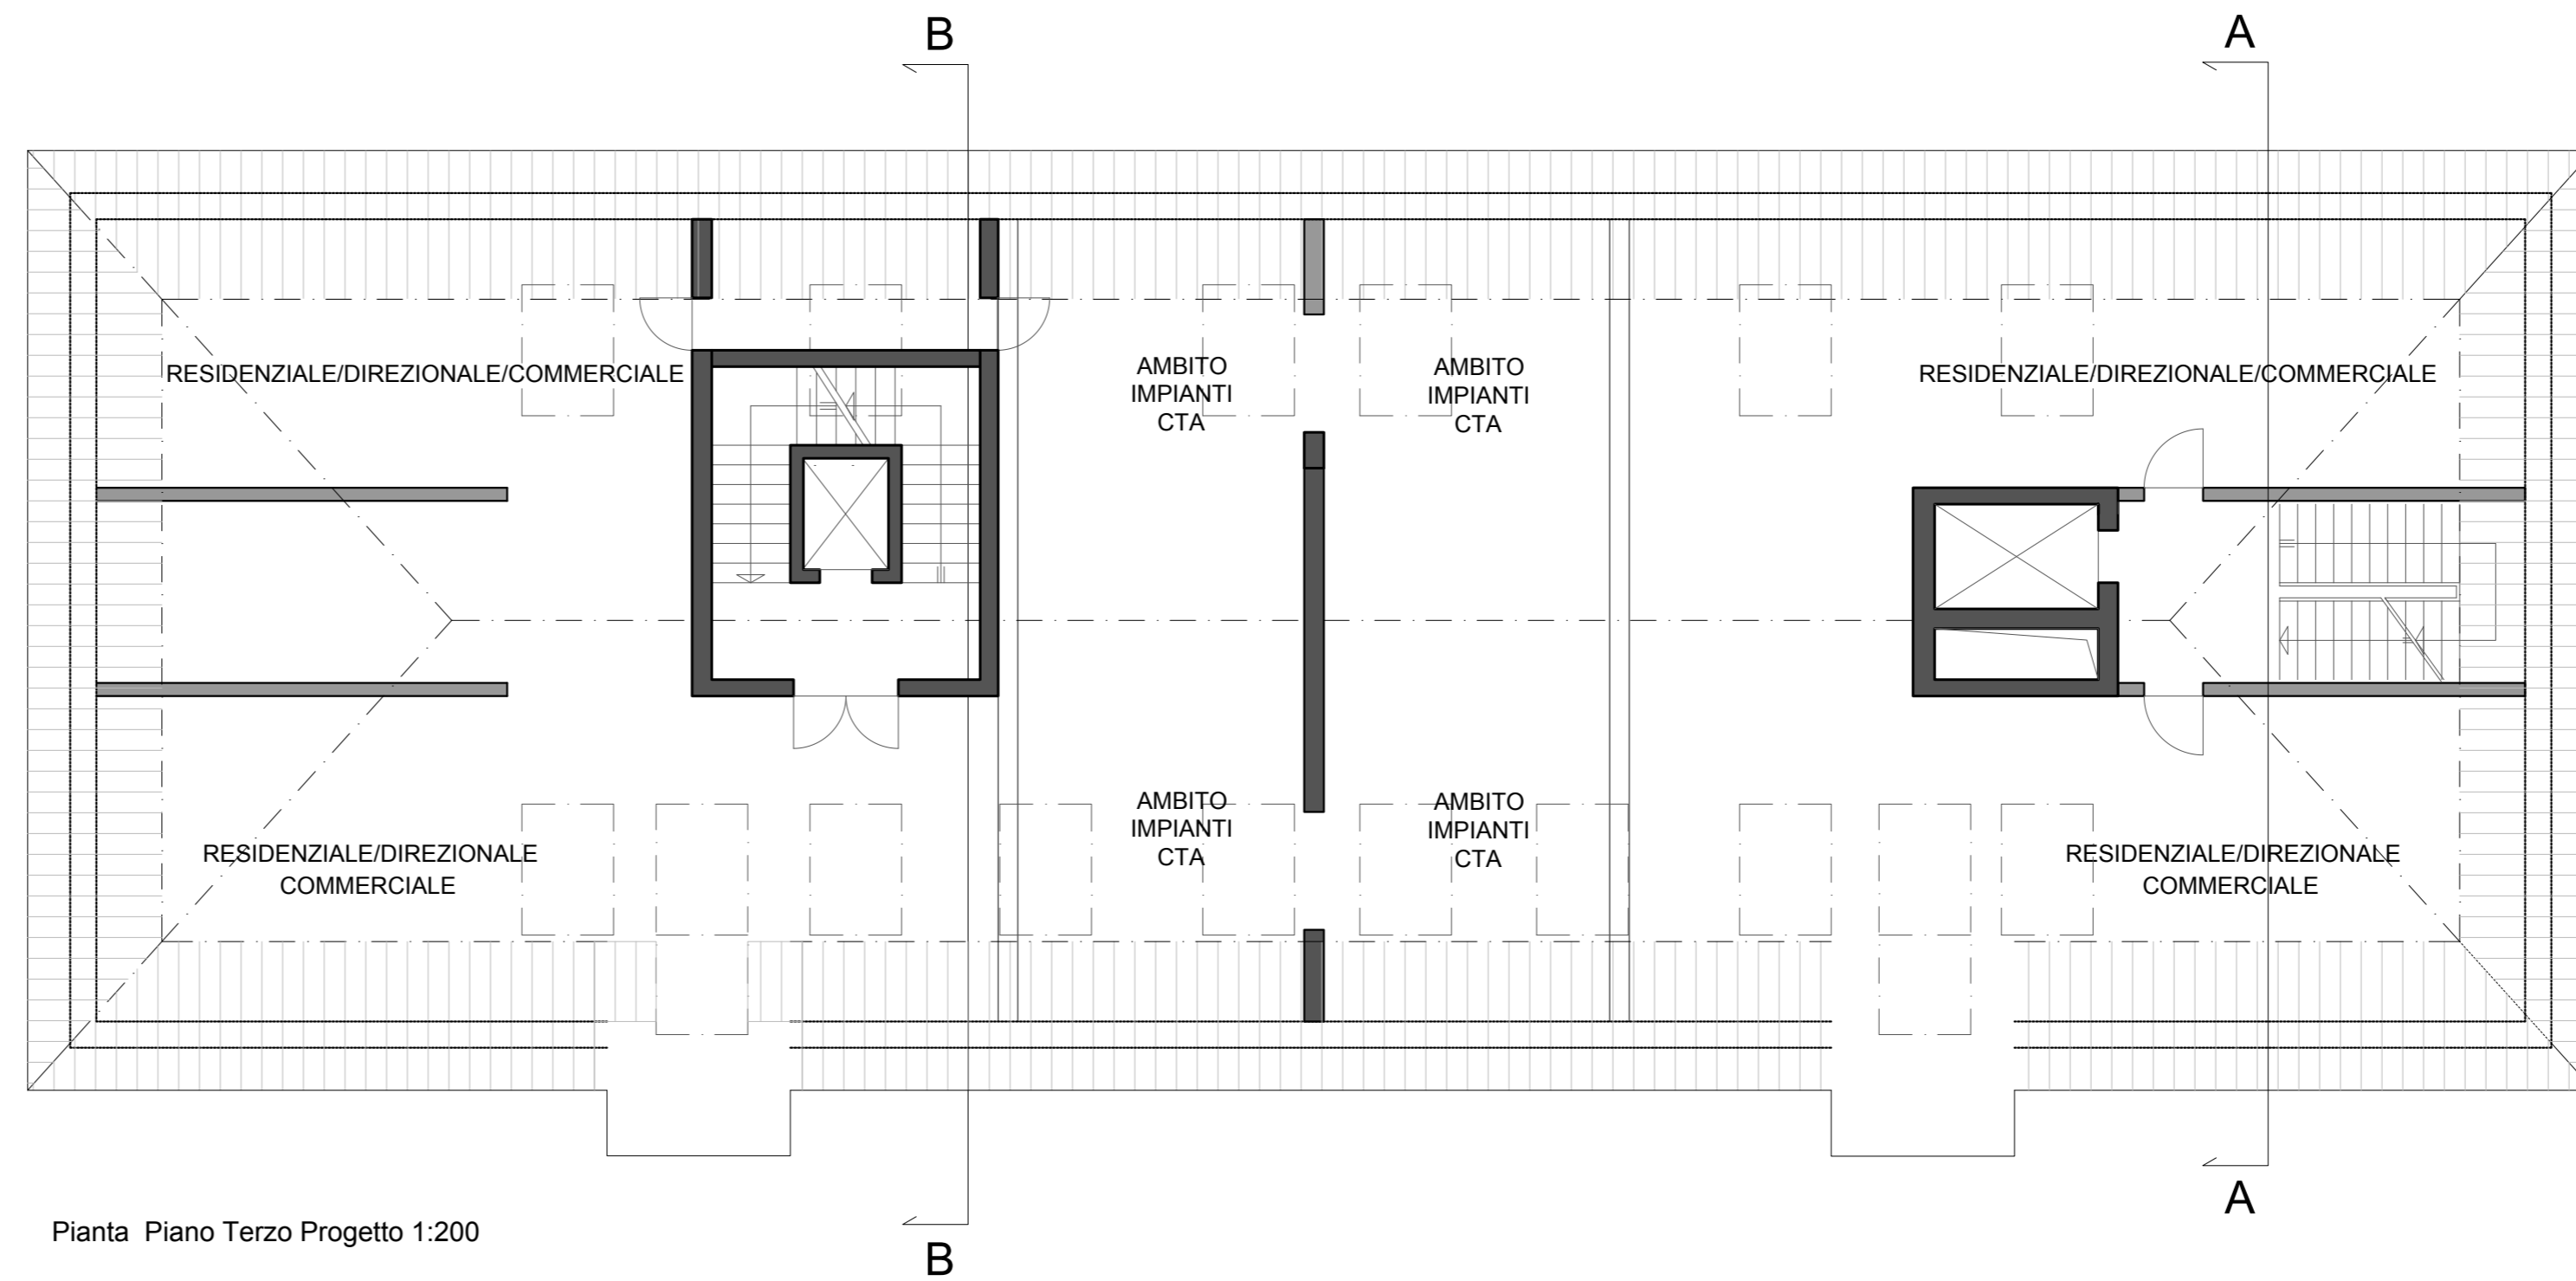 B
A
RESIDENZIALE/DIREZIONALE/COMMERCIALE
AMBITO
IMPIANTI
CTA
AMBITO
IMPIANTI
CTA
RESIDENZIALE/DIREZIONALE/COMMERCIALE
RESIDENZIALE/DIREZIONALE
COMMERCIALE
AMBITO
IMPIANTI
CTA
AMBITO
IMPIANTI
CTA
RESIDENZIALE/DIREZIONALE
COMMERCIALE
A
Pianta Piano Terzo Progetto 1:200
B